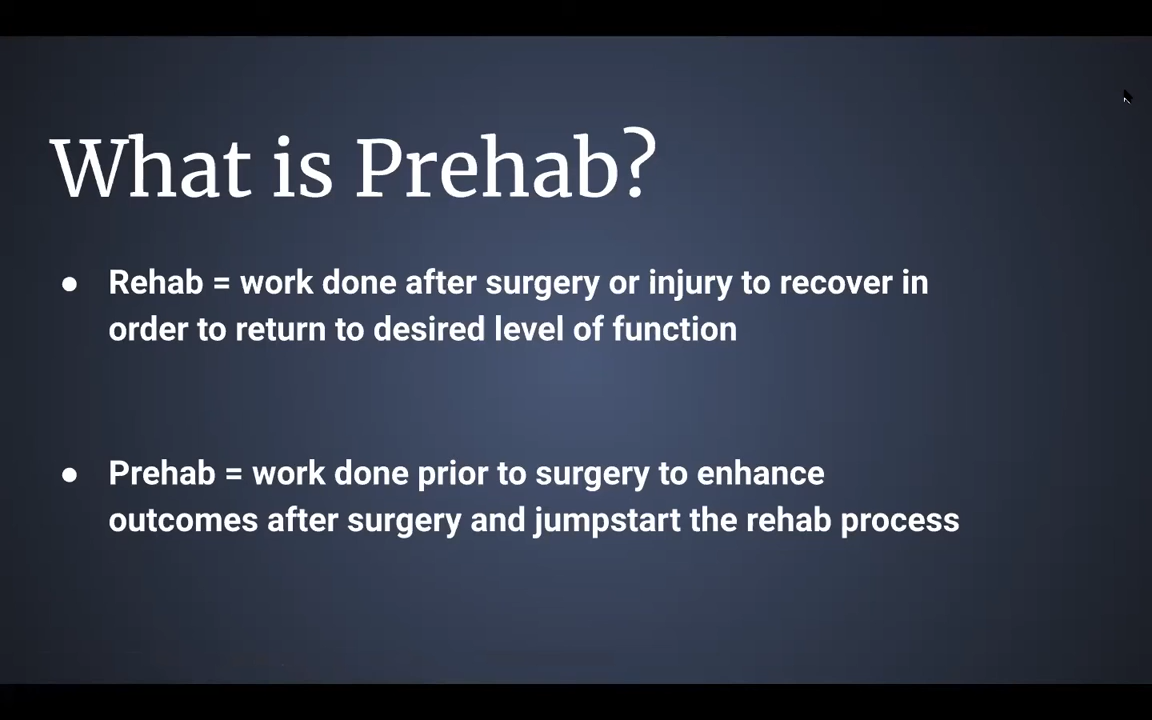 What is Prehab?
● Rehab = work done after surgery or injury to recover in
order to return to desired level of function
● Prehab = work done prior to surgery to enhance
outcomes after surgery and jumpstart the rehab process